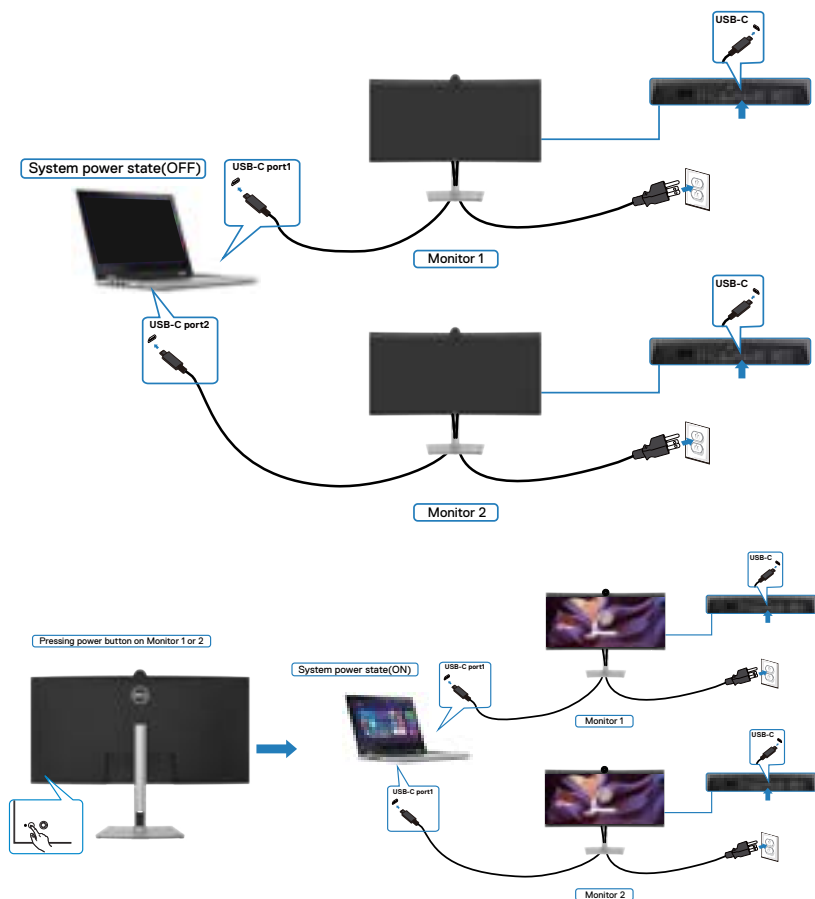 USB-C
System power state(OFF)
USB-C port1
Monitor 1
USB-C
USB-C port2
Monitor 2
USB-C
Pressing power button on Monitor 1 or 2
System power state(ON)
USB-C port1
Monitor 1
USB-C
USB-C port1
Monitor 2